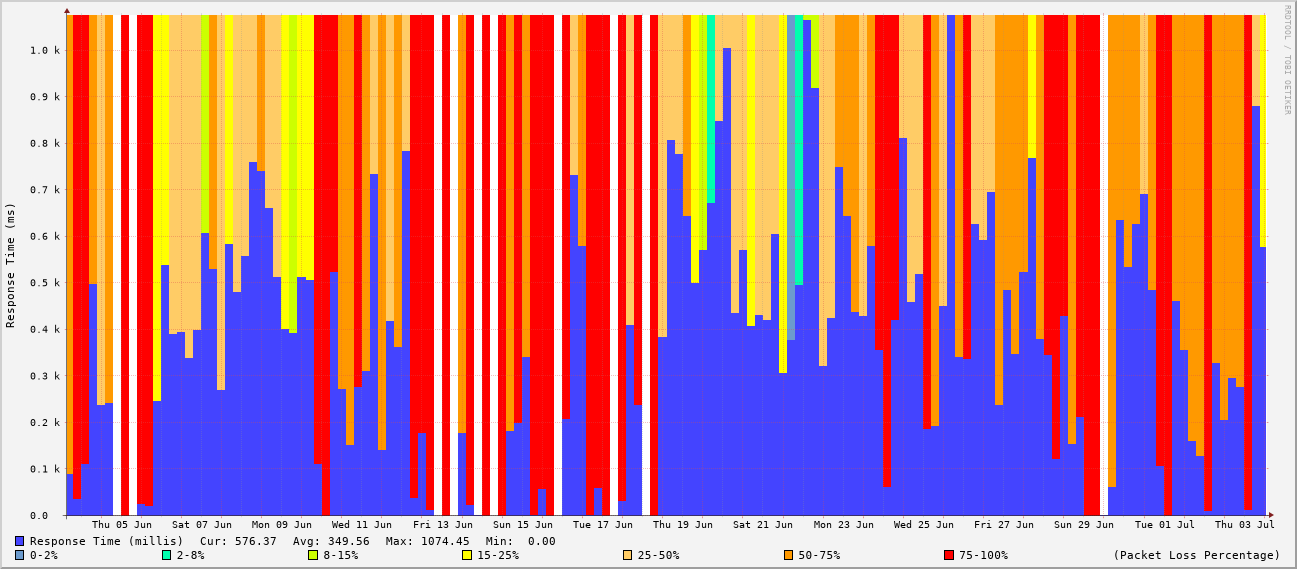 RRDTOOL / TOBI OETIKER
Response Time (ms)
1.0 k
0.9 k
0.8 k
0.7 k
0.6 k
0.5 k
0.4 k
0.3 k
0.2 k
0.1 k
0.0
Thu 05 Jun Sat 07 Jun Mon 09 Jun Wed 11 Jun Fri 13 Jun Sun 15 Jun Tue 17 Jun Thu 19 Jun Sat 21 Jun Mon 23 Jun Wed 25 Jun Fri 27 Jun Sun 29 Jun Tue 01 Jul Thu 03 Jul
Response Time (millis) Cur: 576.37 Avg: 349.56 Max: 1074.45 Min: 0.00
0-2% 2-8% 8-15% 15-25% 25-50% 50-75% 75-100% (Packet Loss Percentage)